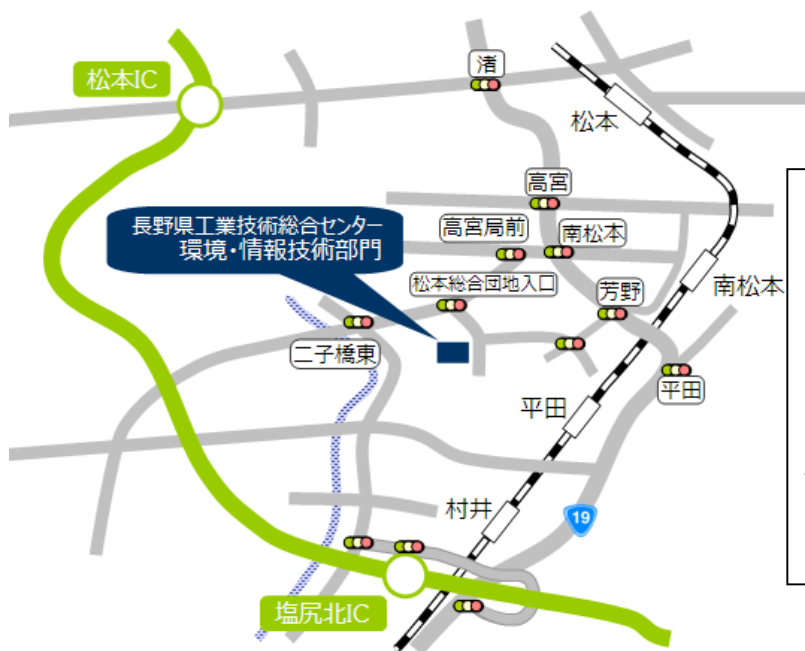 渚
松本IC
松本
高宮
長野県工業技術総合センター
環境・情報技術部門
高宮局前
南松本
松本総合団地入口
南松本
芳野
二子橋東
平田
平田
村井
19
塩尻北IC